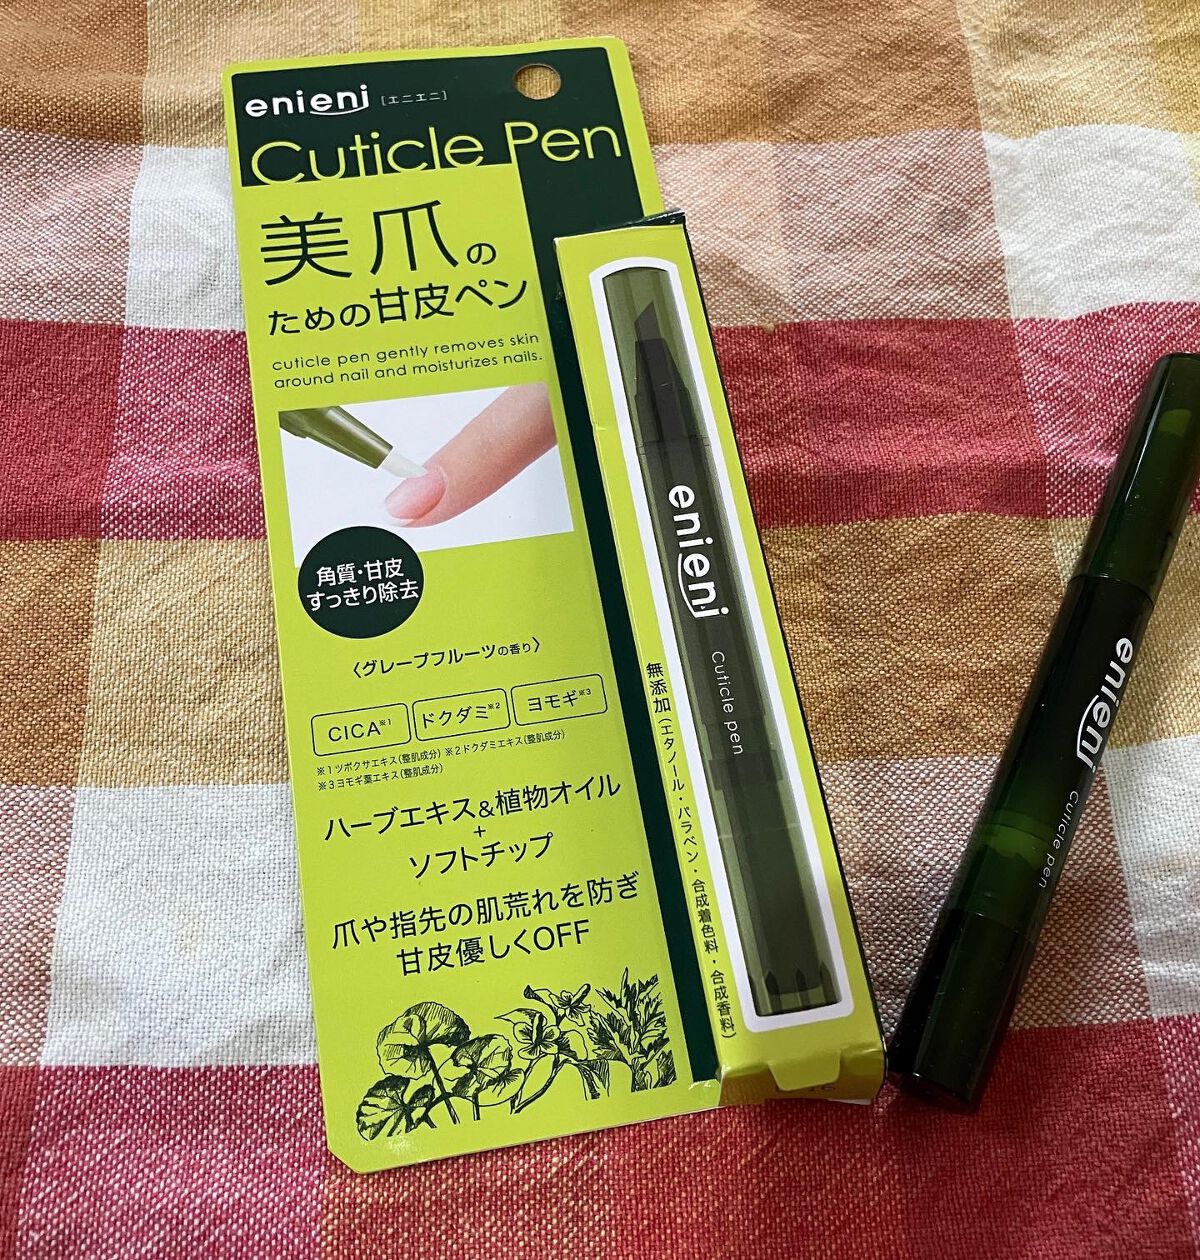 enieni [エニエニ]
Cuticle Pen
美爪の
ための甘皮ペン
cuticle pen gently removes skin
around nail and moisturizes nails.
角質・甘皮
すっきり除去
〈グレープフルーツの香り〉
CICA※1 ドクダミ※2 ヨモギ※3
※1ツボクサエキス(整肌成分) ※2ドクダミエキス(整肌成分)
※3ヨモギ葉エキス(整肌成分)
ハーブエキス&植物オイル
+
ソフトチップ
爪や指先の肌荒れを防ぎ
甘皮優しくOFF
enieni
Cuticle pen
無添加(エタノール・パラベン・合成着色料・合成香料)
enieni
Cuticle pen